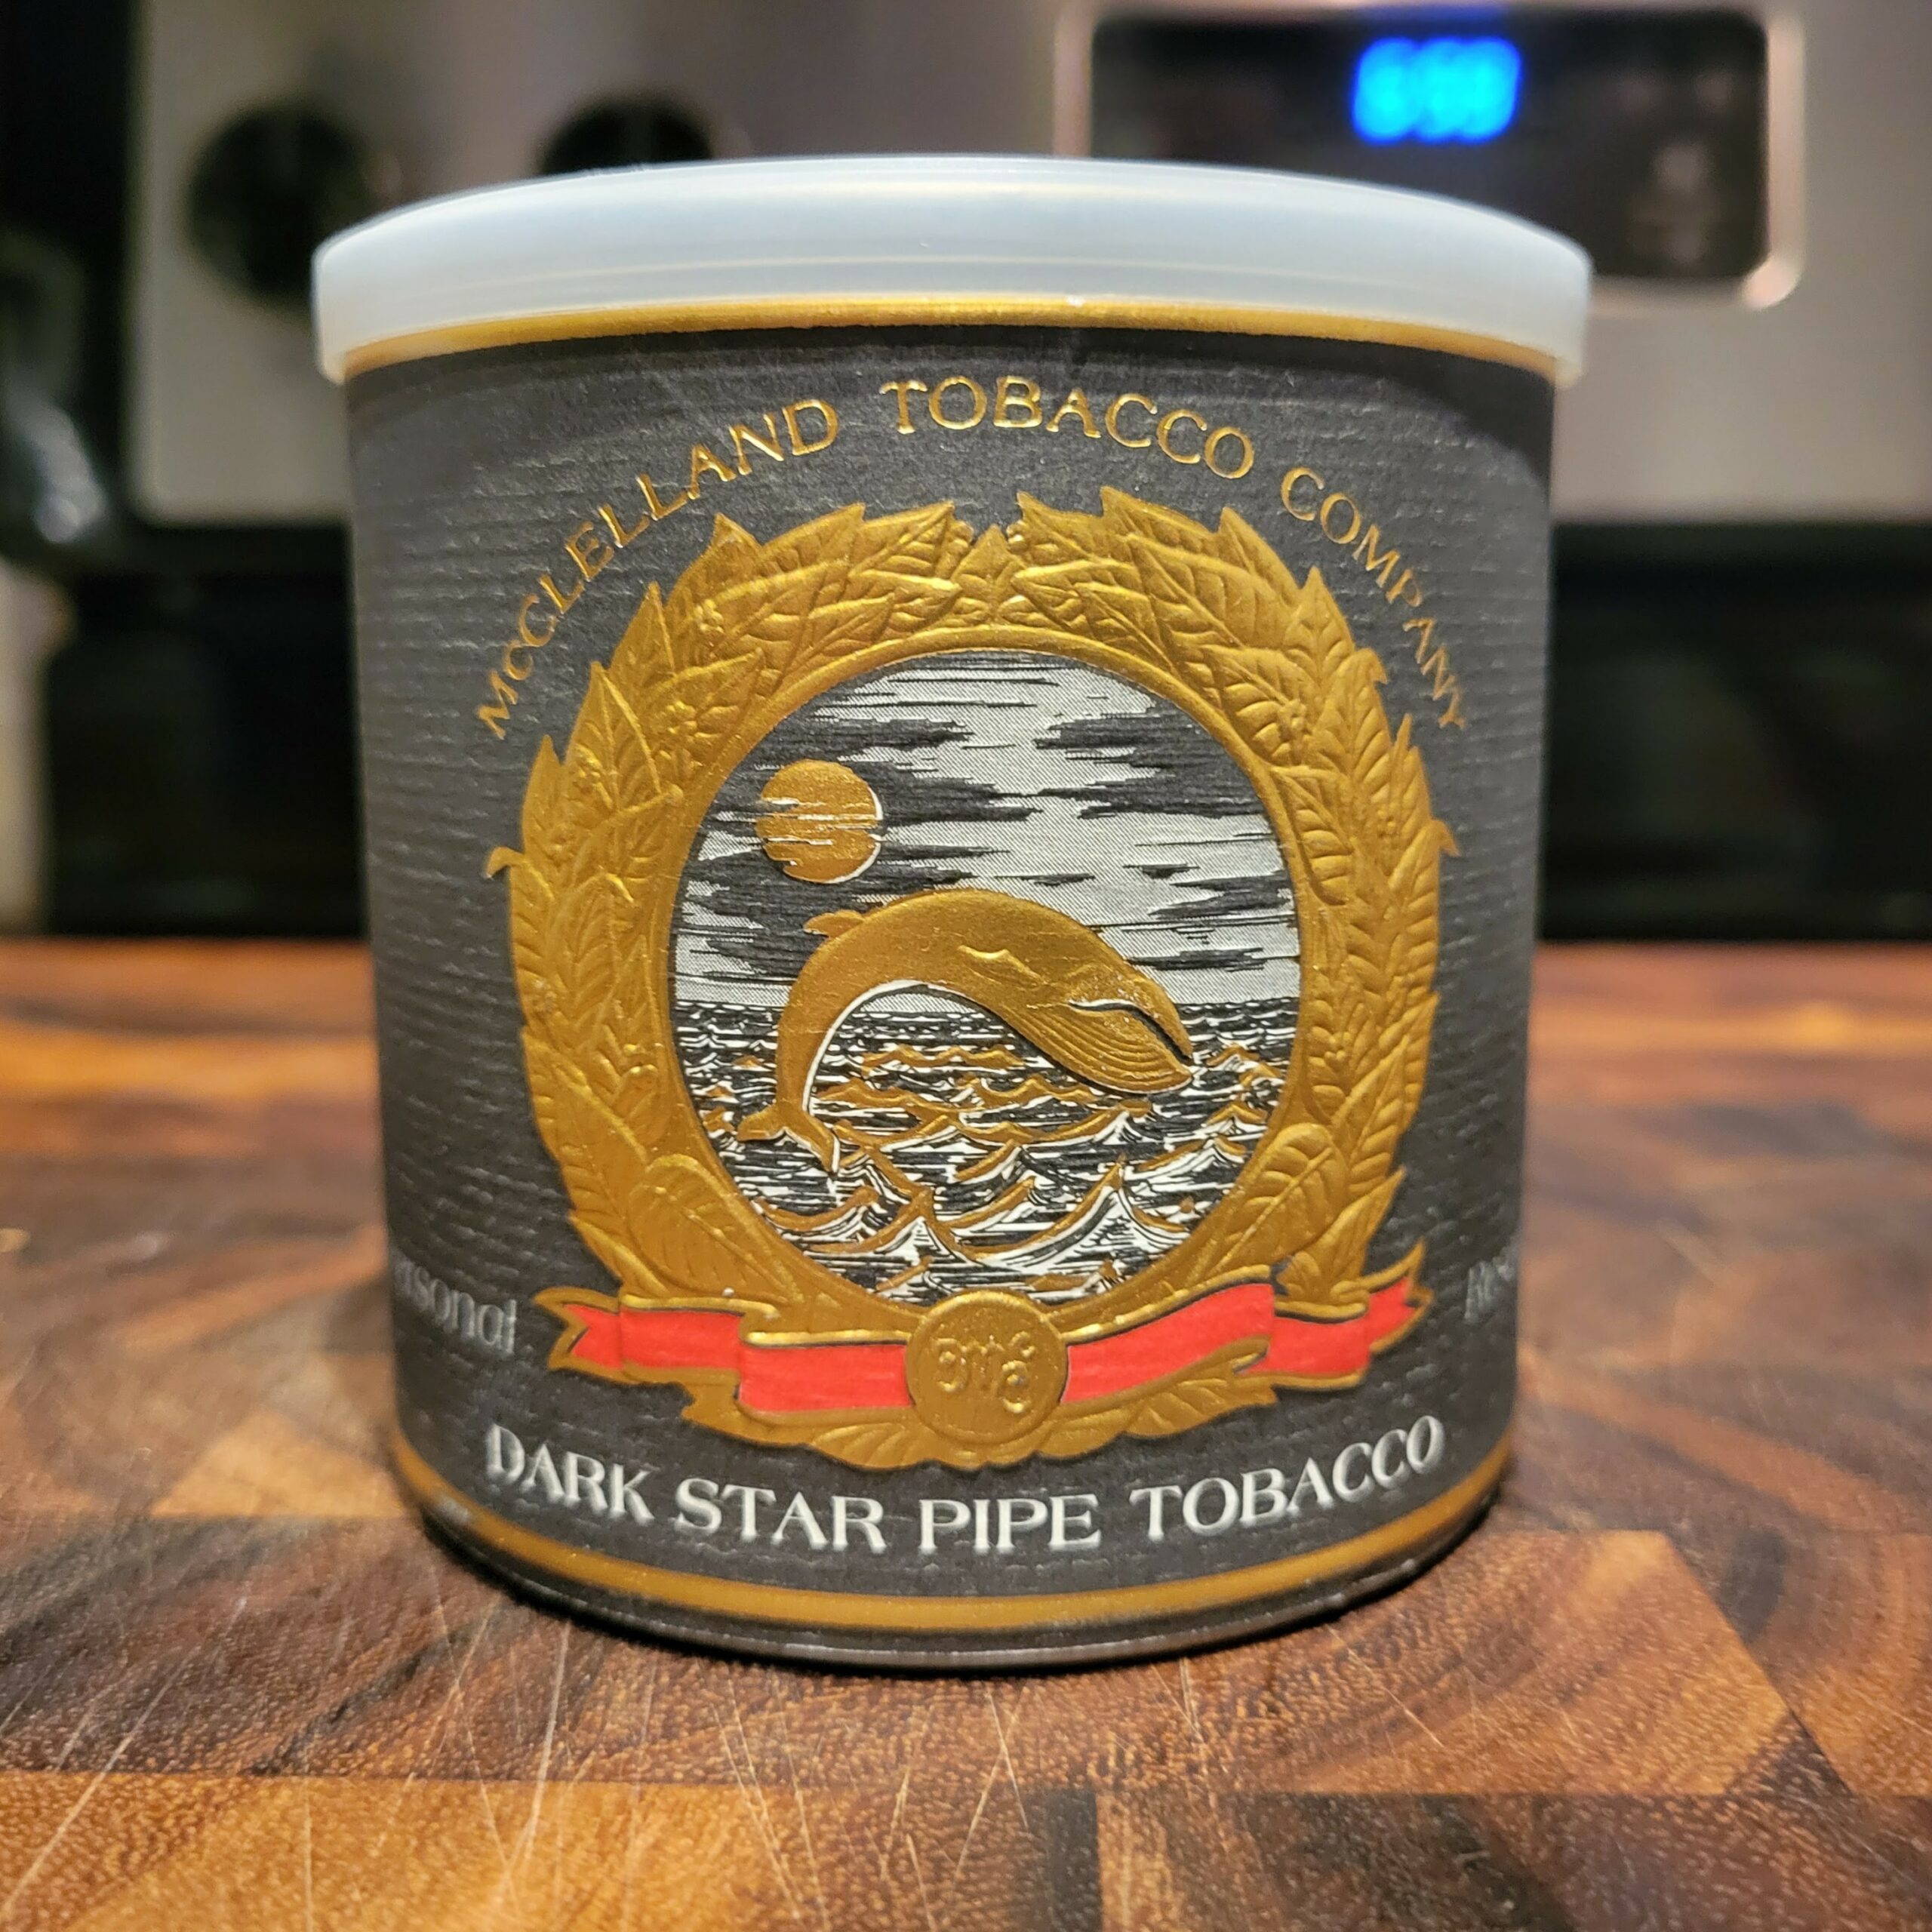 McCLELLAND TOBACCO COMPANY
DARK STAR PIPE TOBACCO